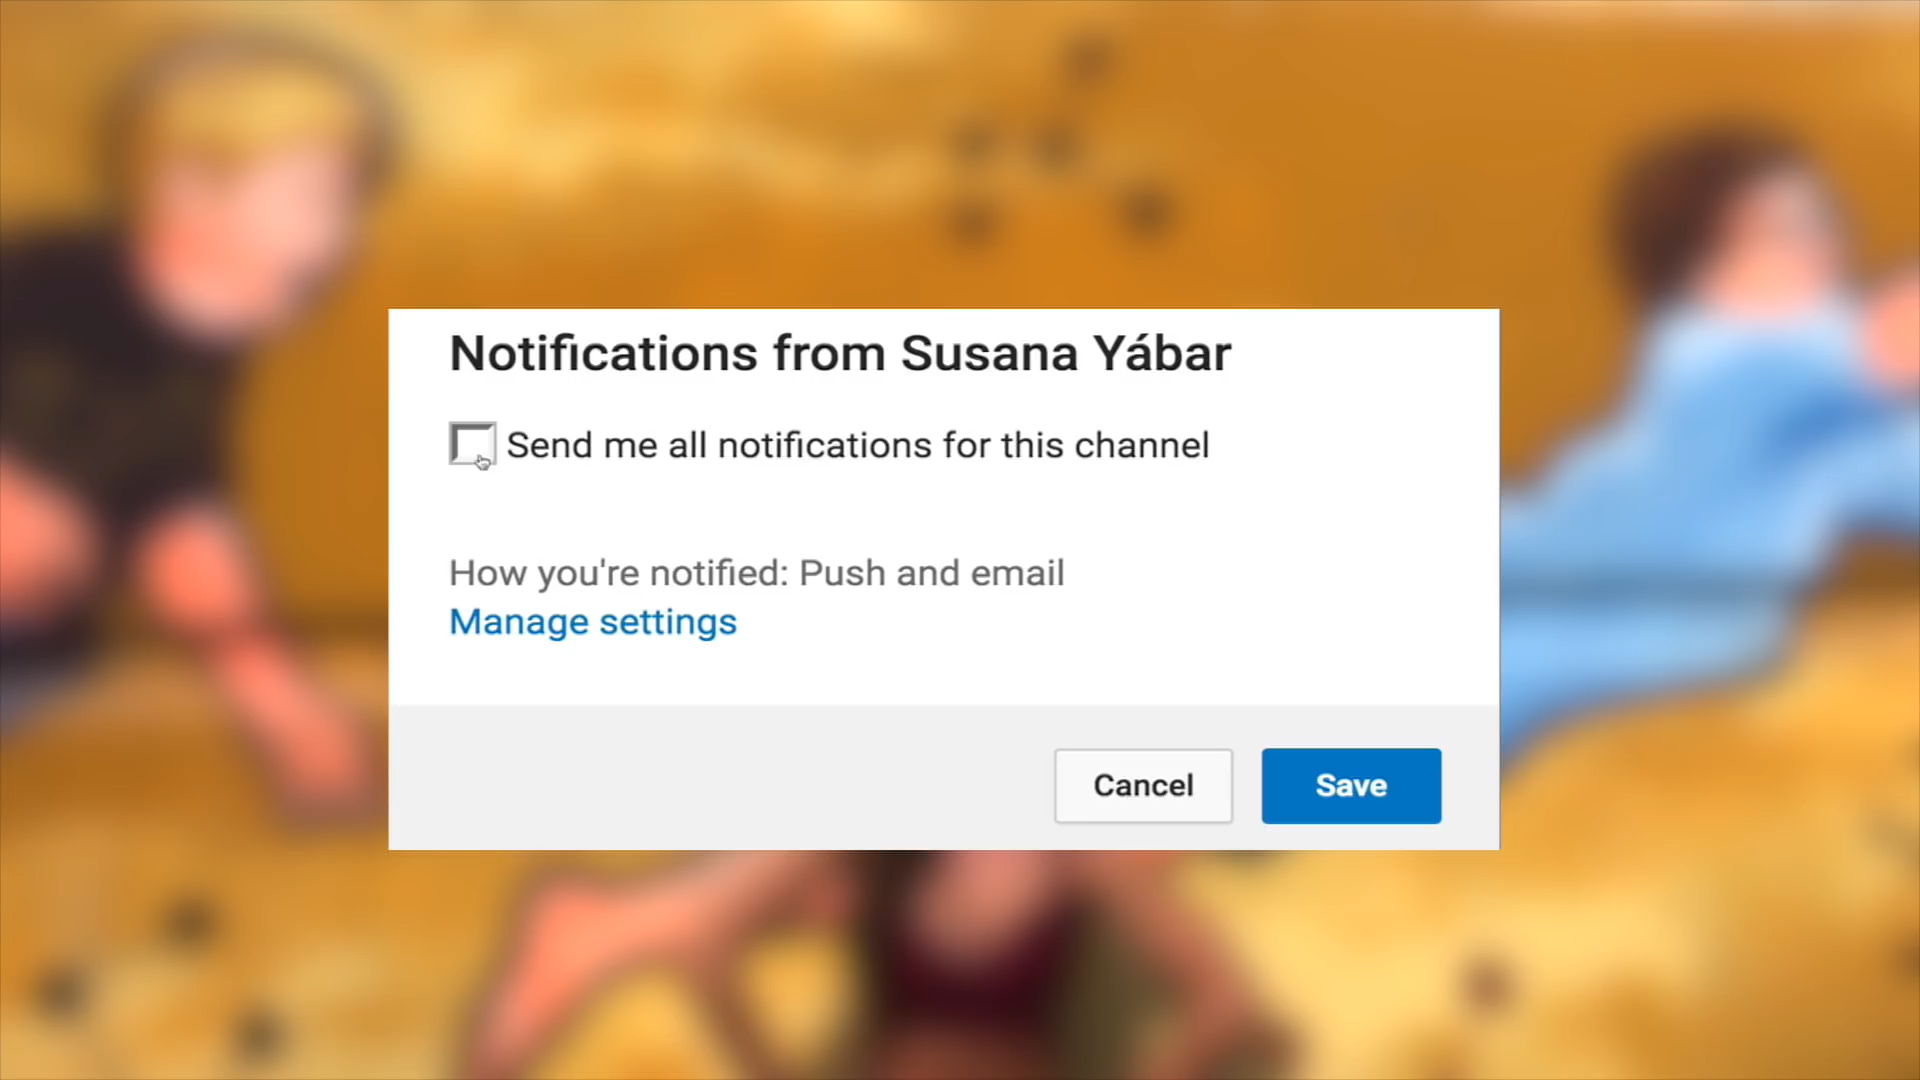 Notifications from Susana Yábar
Send me all notifications for this channel
How you're notified: Push and email
Manage settings
Cancel Save